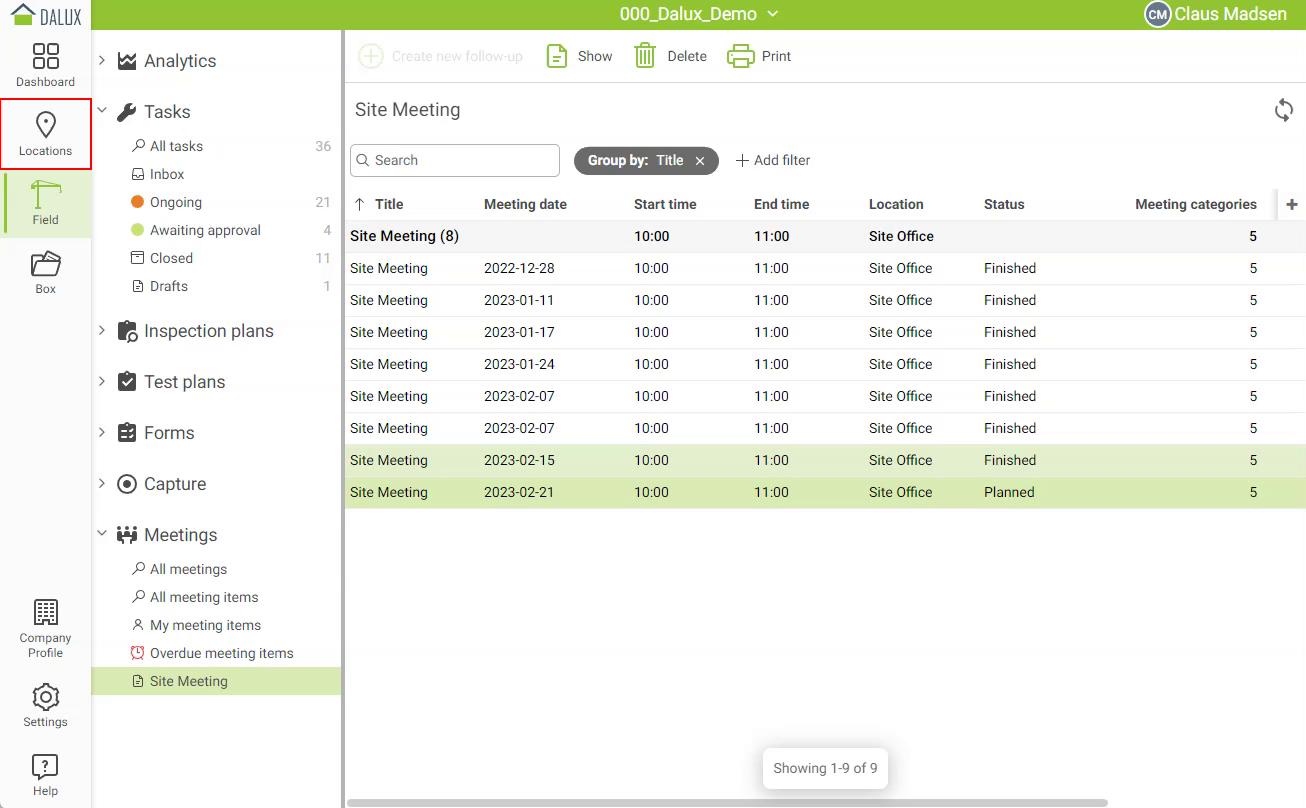 DALUX
000_Dalux_Demo
CM Claus Madsen
Dashboard
Locations
Field
Box
Company
Profile
Settings
Help
Analytics
Tasks
All tasks 36
Inbox
Ongoing 21
Awaiting approval 4
Closed 11
Drafts 1
Inspection plans
Test plans
Forms
Capture
Meetings
All meetings
All meeting items
My meeting items
Overdue meeting items
Site Meeting
Create new follow-up Show Delete Print
Site Meeting
Search Group by: Title × + Add filter
Title Meeting date Start time End time Location Status Meeting categories +
Site Meeting (8) 10:00 11:00 Site Office 5
Site Meeting 2022-12-28 10:00 11:00 Site Office Finished 5
Site Meeting 2023-01-11 10:00 11:00 Site Office Finished 5
Site Meeting 2023-01-17 10:00 11:00 Site Office Finished 5
Site Meeting 2023-01-24 10:00 11:00 Site Office Finished 5
Site Meeting 2023-02-07 10:00 11:00 Site Office Finished 5
Site Meeting 2023-02-07 10:00 11:00 Site Office Finished 5
Site Meeting 2023-02-15 10:00 11:00 Site Office Finished 5
Site Meeting 2023-02-21 10:00 11:00 Site Office Planned 5
Showing 1-9 of 9